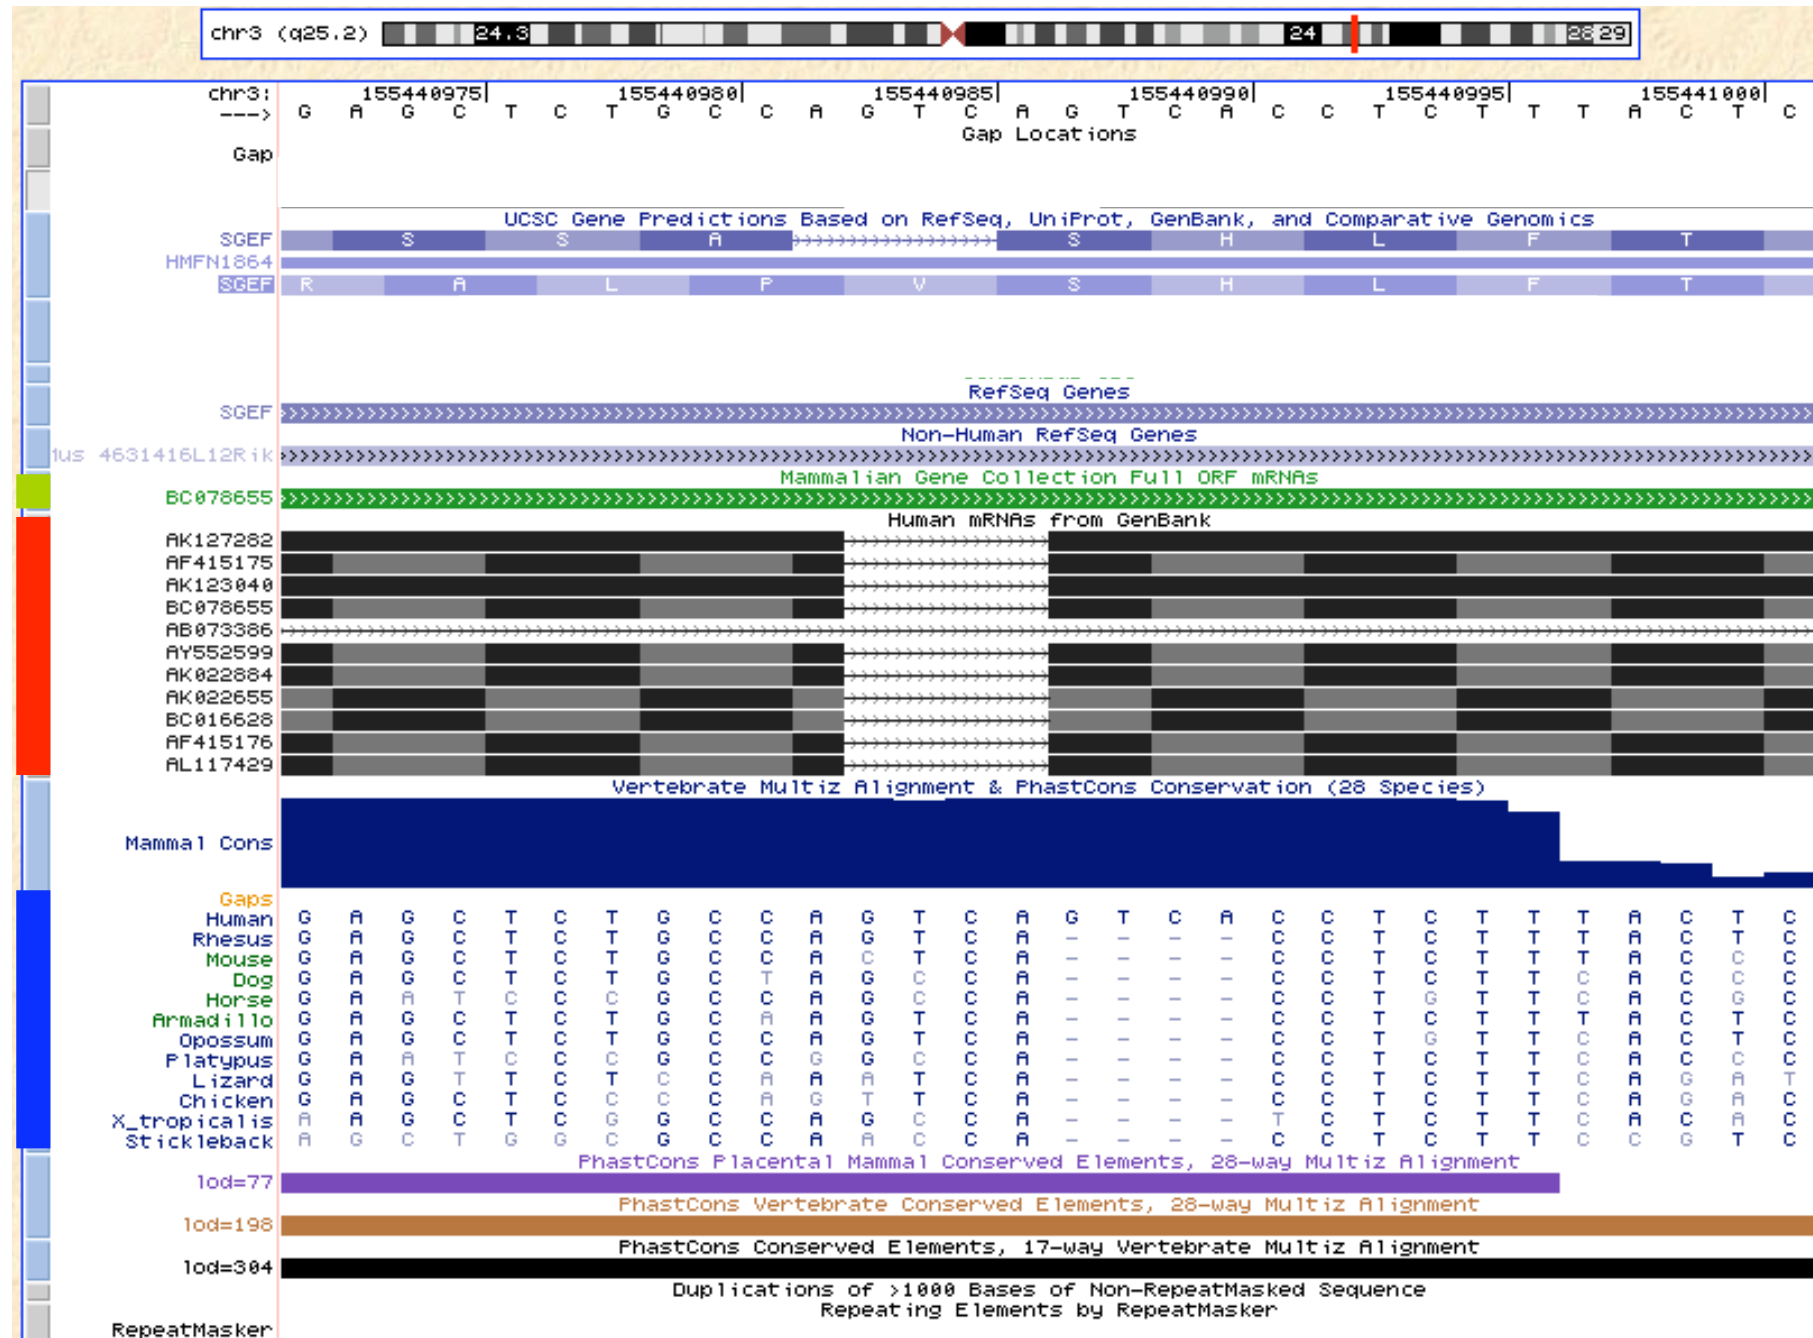 chr3 (q25.2) 24.3 24 28 29
chr3: 155440975| 155440980| 155440985| 155440990| 155440995| 155441000|
---> G A G C T C T G C C A G T C A G T C A C C T C T T T A C T C
Gap Locations
Gap
UCSC Gene Predictions Based on RefSeq, UniProt, GenBank, and Comparative Genomics
SGEF S S A S H L F T
HMFN1864
SGEF R A L P V S H L F T
RefSeq Genes
SGEF
Non-Human RefSeq Genes
4631416L12Rik
Mammalian Gene Collection Full ORF mRNAs
BC078655
Human mRNAs from GenBank
AK127282
AF415175
AK123040
BC078655
AB073386
AY552599
AK022884
AK022655
BC016628
AF415176
AL117429
Vertebrate Multiz Alignment & PhastCons Conservation (28 Species)
Mammal Cons
Gaps
Human G A G C T C T G C C A G T C A G T C A C C T C T T T A C T C
Rhesus G A G C T C T G C C A G T C A - - - - C C T C T T T A C T C
Mouse G A G C T C T G C C A C T C A - - - - C C T C T T T A C C C
Dog G A G C T C T G C T A G C C A - - - - C C T C T T C A C C C
Horse G A A T C C C G C C A G C C A - - - - C C T G T T C A C G C
Armadillo G A G C T C T G C A A G T C A - - - - C C T C T T T A C T C
Opossum G A G C T C T G C C A G T C A - - - - C C T G T T C A C T C
Platypus G A A T C C C G C C G G C C A - - - - C C T C T T C A C C C
Lizard G A G T T C T C C A A A T C A - - - - C C T C T T C A G A T
Chicken G A G C T C C C C A G T T C A - - - - C C T C T T C A G A C
X_tropicalis A A G C T C G G C C A G C C A - - - - T C T C T T C A C A C
Stickleback A G C T G G C G C C A A C C A - - - - C C T C T T C C G T C
PhastCons Placental Mammal Conserved Elements, 28-way Multiz Alignment
lod=77
PhastCons Vertebrate Conserved Elements, 28-way Multiz Alignment
lod=198
PhastCons Conserved Elements, 17-way Vertebrate Multiz Alignment
lod=304
Duplications of >1000 Bases of Non-RepeatMasked Sequence
Repeating Elements by RepeatMasker
RepeatMasker